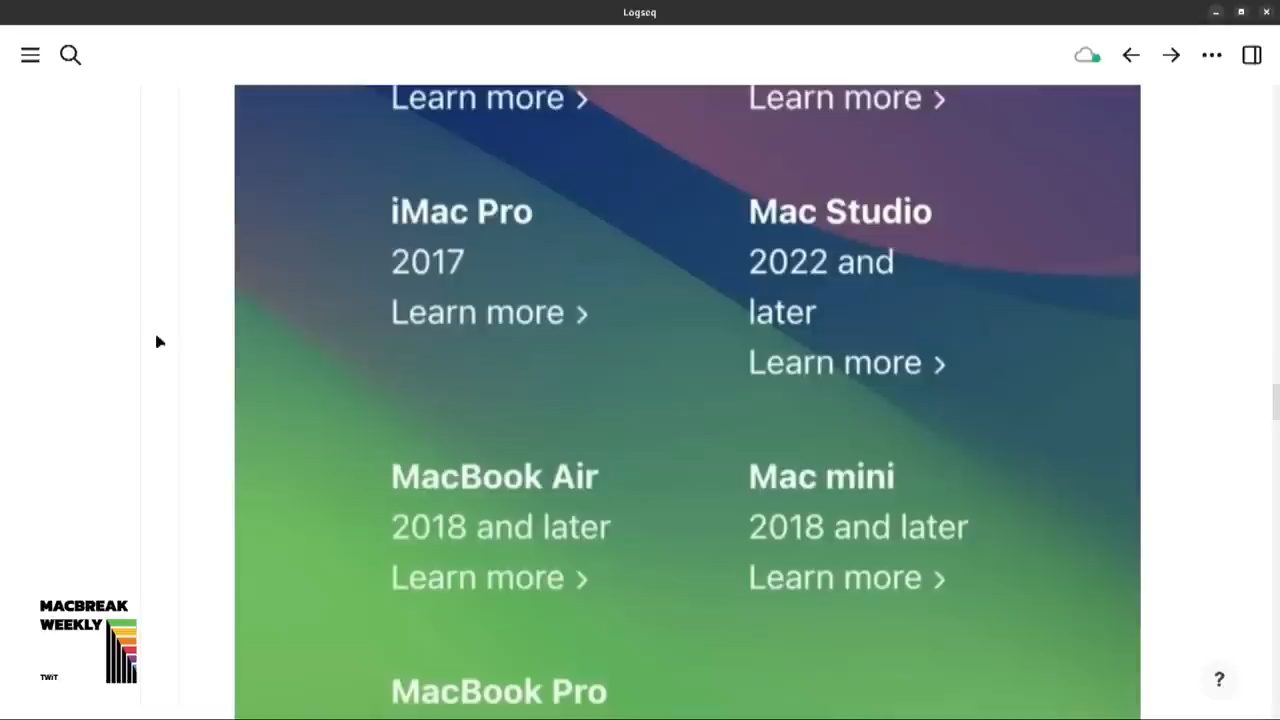 Logseq
Learn more >
Learn more >
iMac Pro
2017
Learn more >
Mac Studio
2022 and
later
Learn more >
MacBook Air
2018 and later
Learn more >
Mac mini
2018 and later
Learn more >
MacBook Pro
MACBREAK
WEEKLY
TWiT
?